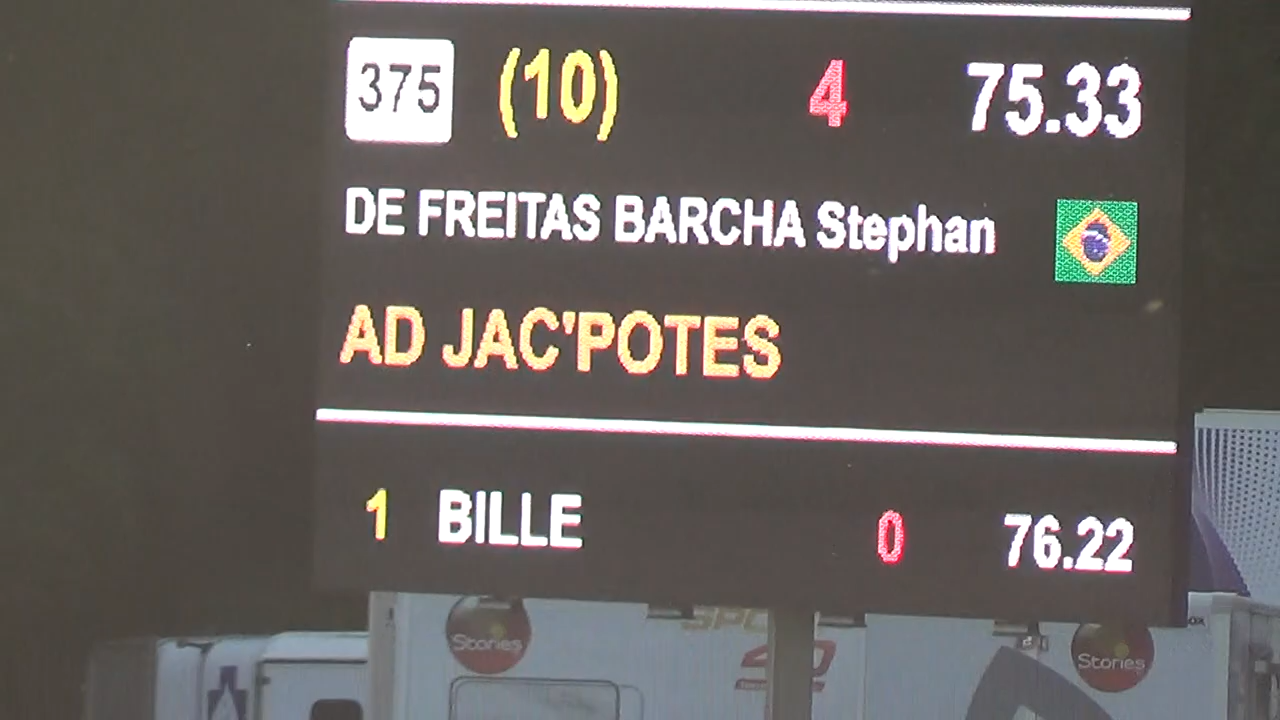 375 (10) 4 75.33
DE FREITAS BARCHA Stephan
AD JAC'POTES
1 BILLE 0 76.22
Stories
Stories